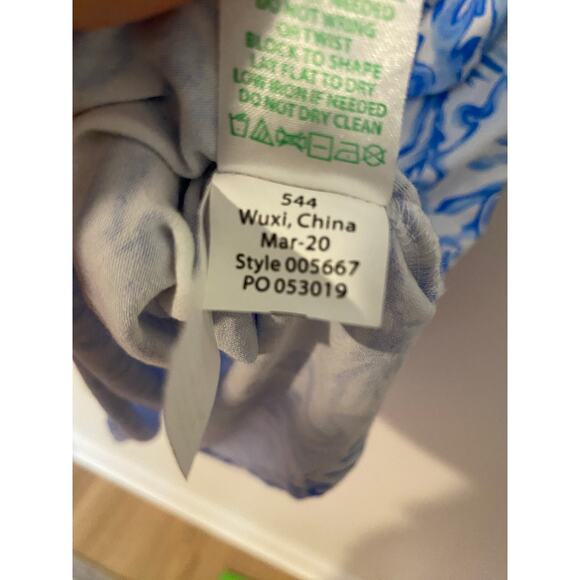 NEEDED
DO NOT WRING
OR TWIST
BLOCK TO SHAPE
LAY FLAT TO DRY
LOW IRON IF NEEDED
DO NOT DRY CLEAN
544
Wuxi, China
Mar-20
Style 005667
PO 053019